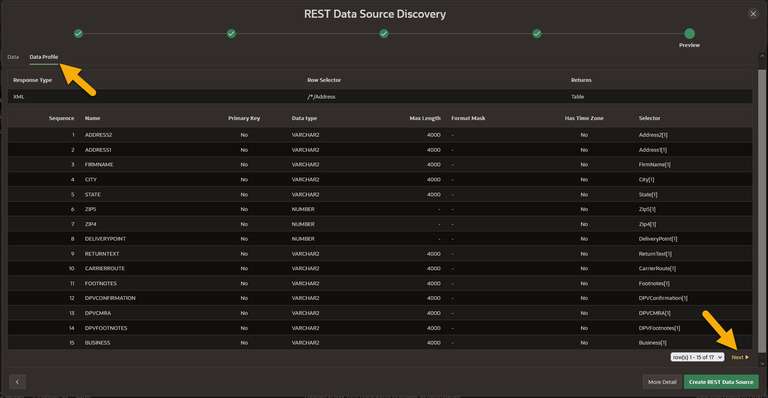 REST Data Source Discovery
Preview
Data Data Profile
Response Type Row Selector Returns
XML /*/Address Table
Sequence Name Primary Key Data type Max Length Format Mask Has Time Zone Selector
1 ADDRESS2 No VARCHAR2 4000 - No Address2[1]
2 ADDRESS1 No VARCHAR2 4000 - No Address1[1]
3 FIRMNAME No VARCHAR2 4000 - No FirmName[1]
4 CITY No VARCHAR2 4000 - No City[1]
5 STATE No VARCHAR2 4000 - No State[1]
6 ZIP5 No NUMBER - - No Zip5[1]
7 ZIP4 No NUMBER - - No Zip4[1]
8 DELIVERYPOINT No NUMBER - - No DeliveryPoint[1]
9 RETURNTEXT No VARCHAR2 4000 - No ReturnText[1]
10 CARRIERROUTE No VARCHAR2 4000 - No CarrierRoute[1]
11 FOOTNOTES No VARCHAR2 4000 - No Footnotes[1]
12 DPVCONFIRMATION No VARCHAR2 4000 - No DPVConfirmation[1]
13 DPVCMRA No VARCHAR2 4000 - No DPVCMRA[1]
14 DPVFOOTNOTES No VARCHAR2 4000 - No DPVFootnotes[1]
15 BUSINESS No VARCHAR2 4000 - No Business[1]
row(s) 1 - 15 of 17 Next
More Detail Create REST Data Source